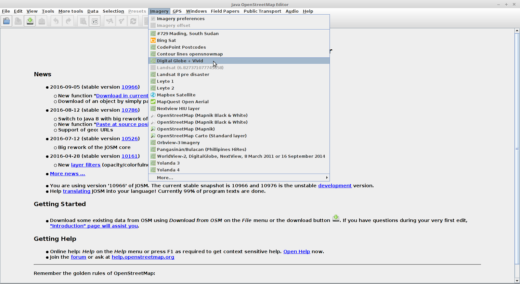 Java OpenStreetMap Editor
File Edit View Tools More tools Data Selection Presets Imagery GPS Windows Field Papers Public Transport Audio Help
Imagery preferences
Imagery offset
#729 Mading, South Sudan
Bing Sat
CodePoint Postcodes
Contour lines openuvomap
Digital Globe - Vivid
Landsat 8 pre disaster
Leyte 1
Leyte 2
Mapbox Satellite
MapQuest Open Aerial
NextView HIU layer
OpenStreetMap (Mapnik Black & White)
OpenStreetMap (Mapnik Black & White)
OpenStreetMap (Mapnik)
OpenStreetMap Carto (Standard layer)
Orbview-3 Imagery
Pangasinan/Bulacan (Phillipines HiRes)
WorldView-2, DigitalGlobe, NextView, 8 March 2011 or 16 September 2014
Yolanda 3
Yolanda 4
More...
News
2016-09-05 (stable version 10966)
New function "Download in current
Download of an object by simply p
2016-08-12 (stable version 10786)
Switch to Java 8 with big rework of
New function "Paste at source pos
Support of geoc URLs
2016-07-12 (stable version 10526)
Big rework of the JOSM core
2016-04-28 (stable version 10161)
New layer filters (opacity/colorfulne
More news...
You are using version '10966' of JOSM. The current stable snapshot is 10966 and 10976 is the unstable development version.
Help translating JOSM into your language! Currently 99% of program texts are done.
Getting Started
Download some existing data from OSM using Download from OSM on the File menu or the download button . If you have questions during your very first edit,
"Introduction" page will assist you.
Getting Help
Online help: Help on the Help menu or press F1 as required to get context sensitive help. Open Help now.
Join the forum or ask at help.openstreetmap.org
Remember the golden rules of OpenStreetMap: